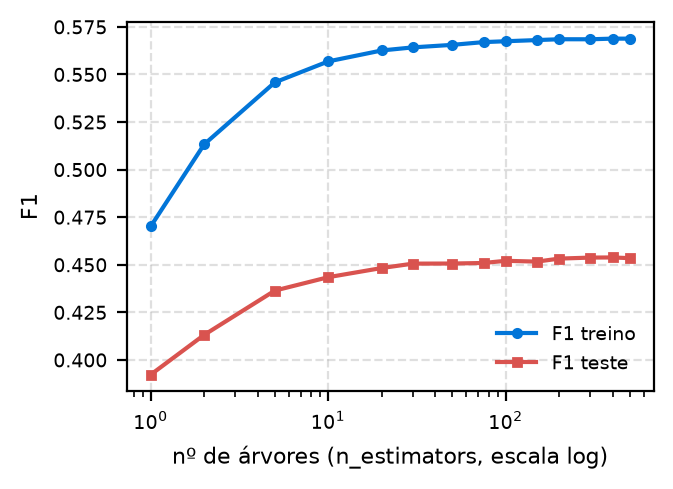 0.575
0.550
0.525
0.500
0.475
0.450
0.425
0.400
F1
F1 treino
F1 teste
10⁰
10¹
10²
nº de árvores (n_estimators, escala log)